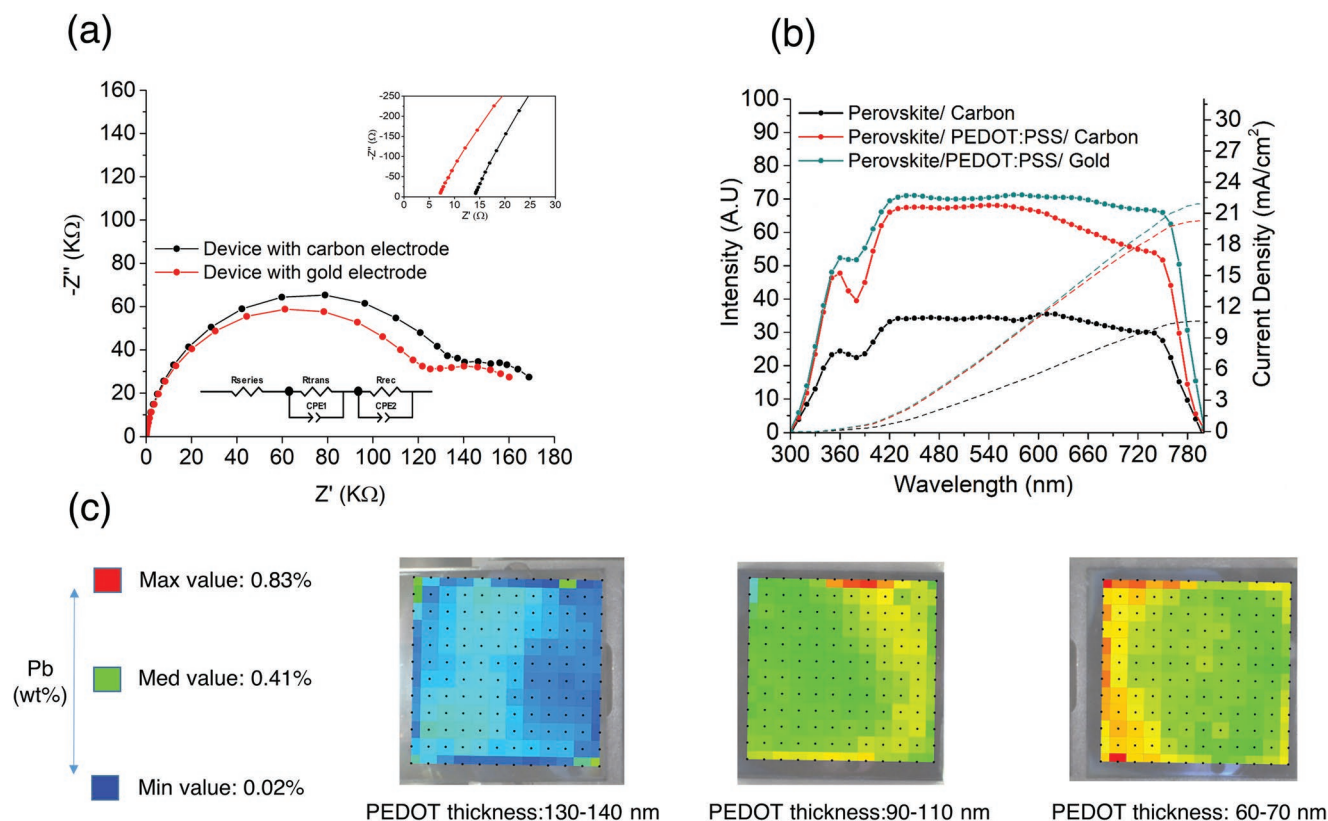 (a)
160
140
120
100
80
60
40
20
0
-Z'' (KΩ)
0 20 40 60 80 100 120 140 160 180
Z' (KΩ)
-250
-200
-150
-100
-50
0
-Z'' (Ω)
0 5 10 15 20 25 30
Z' (Ω)
Device with carbon electrode
Device with gold electrode
Rseries Rtrans Rrec
CPE1 CPE2
(b)
100
90
80
70
60
50
40
30
20
10
0
Intensity (A.U)
Perovskite/ Carbon
Perovskite/ PEDOT:PSS/ Carbon
Perovskite/PEDOT:PSS/ Gold
30
27
24
21
18
15
12
9
6
3
0
Current Density (mA/cm²)
300 360 420 480 540 600 660 720 780
Wavelength (nm)
(c)
Pb
(wt%)
Max value: 0.83%
Med value: 0.41%
Min value: 0.02%
PEDOT thickness:130-140 nm
PEDOT thickness:90-110 nm
PEDOT thickness: 60-70 nm